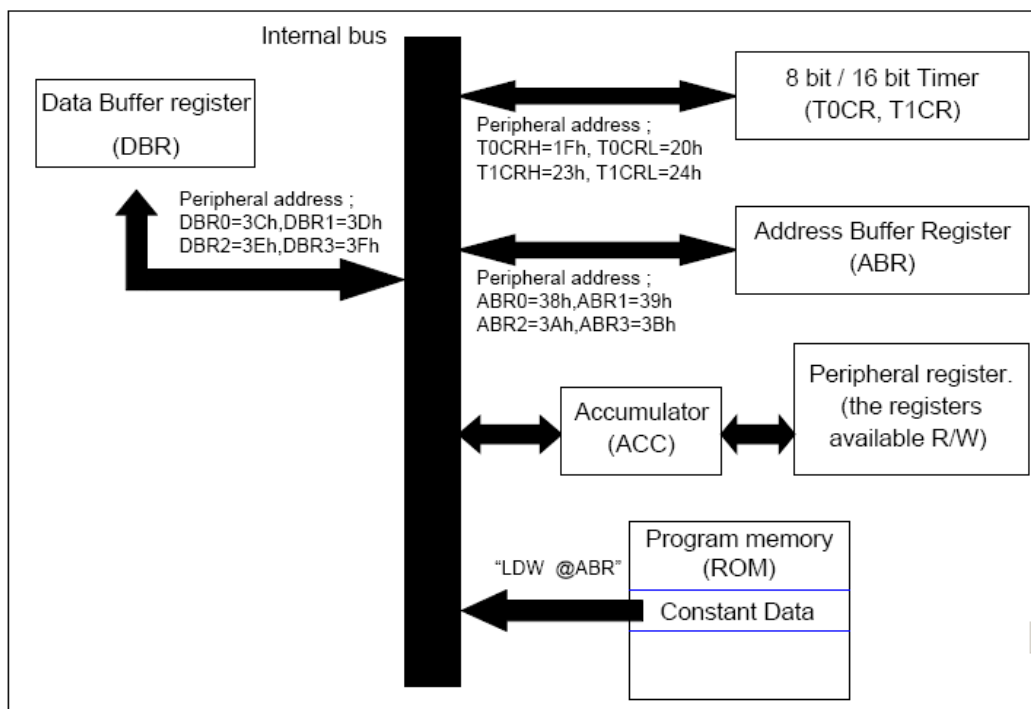 Internal bus
Data Buffer register
(DBR)
Peripheral address ;
DBR0=3Ch,DBR1=3Dh
DBR2=3Eh,DBR3=3Fh
8 bit / 16 bit Timer
(T0CR, T1CR)
Peripheral address ;
T0CRH=1Fh, T0CRL=20h
T1CRH=23h, T1CRL=24h
Address Buffer Register
(ABR)
Peripheral address ;
ABR0=38h,ABR1=39h
ABR2=3Ah,ABR3=3Bh
Accumulator
(ACC)
Peripheral register.
(the registers
available R/W)
“LDW @ABR”
Program memory
(ROM)
Constant Data